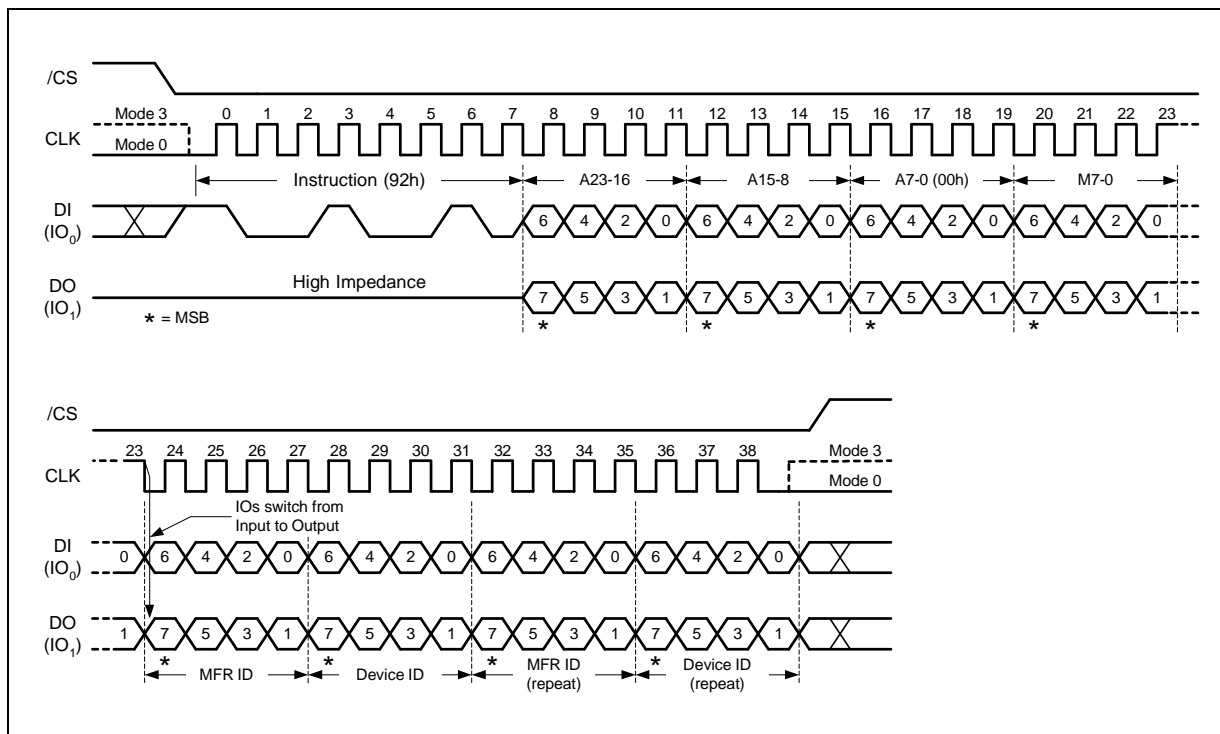 /CS
Mode 3 0 1 2 3 4 5 6 7 8 9 10 11 12 13 14 15 16 17 18 19 20 21 22 23
CLK
Mode 0
Instruction (92h) A23-16 A15-8 A7-0 (00h) M7-0
DI
(IO0)
6 4 2 0 6 4 2 0 6 4 2 0 6 4 2 0
High Impedance
DO
(IO1)
7 5 3 1 7 5 3 1 7 5 3 1 7 5 3 1
* = MSB
* * * *
/CS
23 24 25 26 27 28 29 30 31 32 33 34 35 36 37 38 Mode 3
CLK
Mode 0
IOs switch from
Input to Output
DI
(IO0)
0 6 4 2 0 6 4 2 0 6 4 2 0 6 4 2 0
DO
(IO1)
1 7 5 3 1 7 5 3 1 7 5 3 1 7 5 3 1
* * * *
MFR ID Device ID MFR ID
(repeat)
Device ID
(repeat)